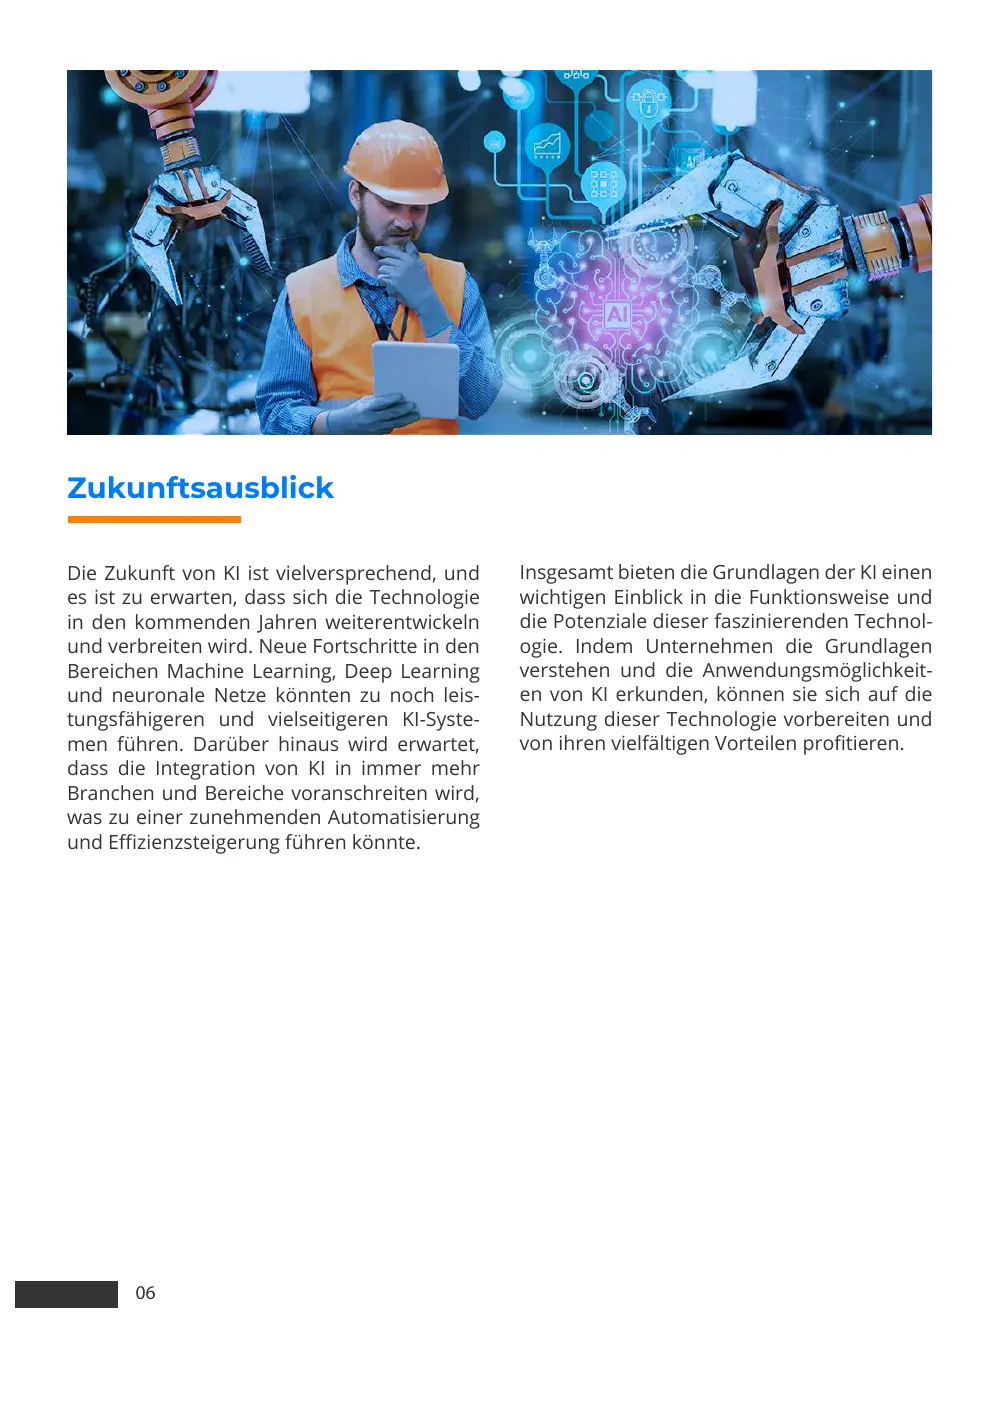 AI
AI
Zukunftsausblick
Die Zukunft von KI ist vielversprechend, und
es ist zu erwarten, dass sich die Technologie
in den kommenden Jahren weiterentwickeln
und verbreiten wird. Neue Fortschritte in den
Bereichen Machine Learning, Deep Learning
und neuronale Netze könnten zu noch leis-
tungsfähigeren und vielseitigeren KI-Syste-
men führen. Darüber hinaus wird erwartet,
dass die Integration von KI in immer mehr
Branchen und Bereiche voranschreiten wird,
was zu einer zunehmenden Automatisierung
und Effizienzsteigerung führen könnte.
Insgesamt bieten die Grundlagen der KI einen
wichtigen Einblick in die Funktionsweise und
die Potenziale dieser faszinierenden Technol-
ogie. Indem Unternehmen die Grundlagen
verstehen und die Anwendungsmöglichkeit-
en von KI erkunden, können sie sich auf die
Nutzung dieser Technologie vorbereiten und
von ihren vielfältigen Vorteilen profitieren.
06